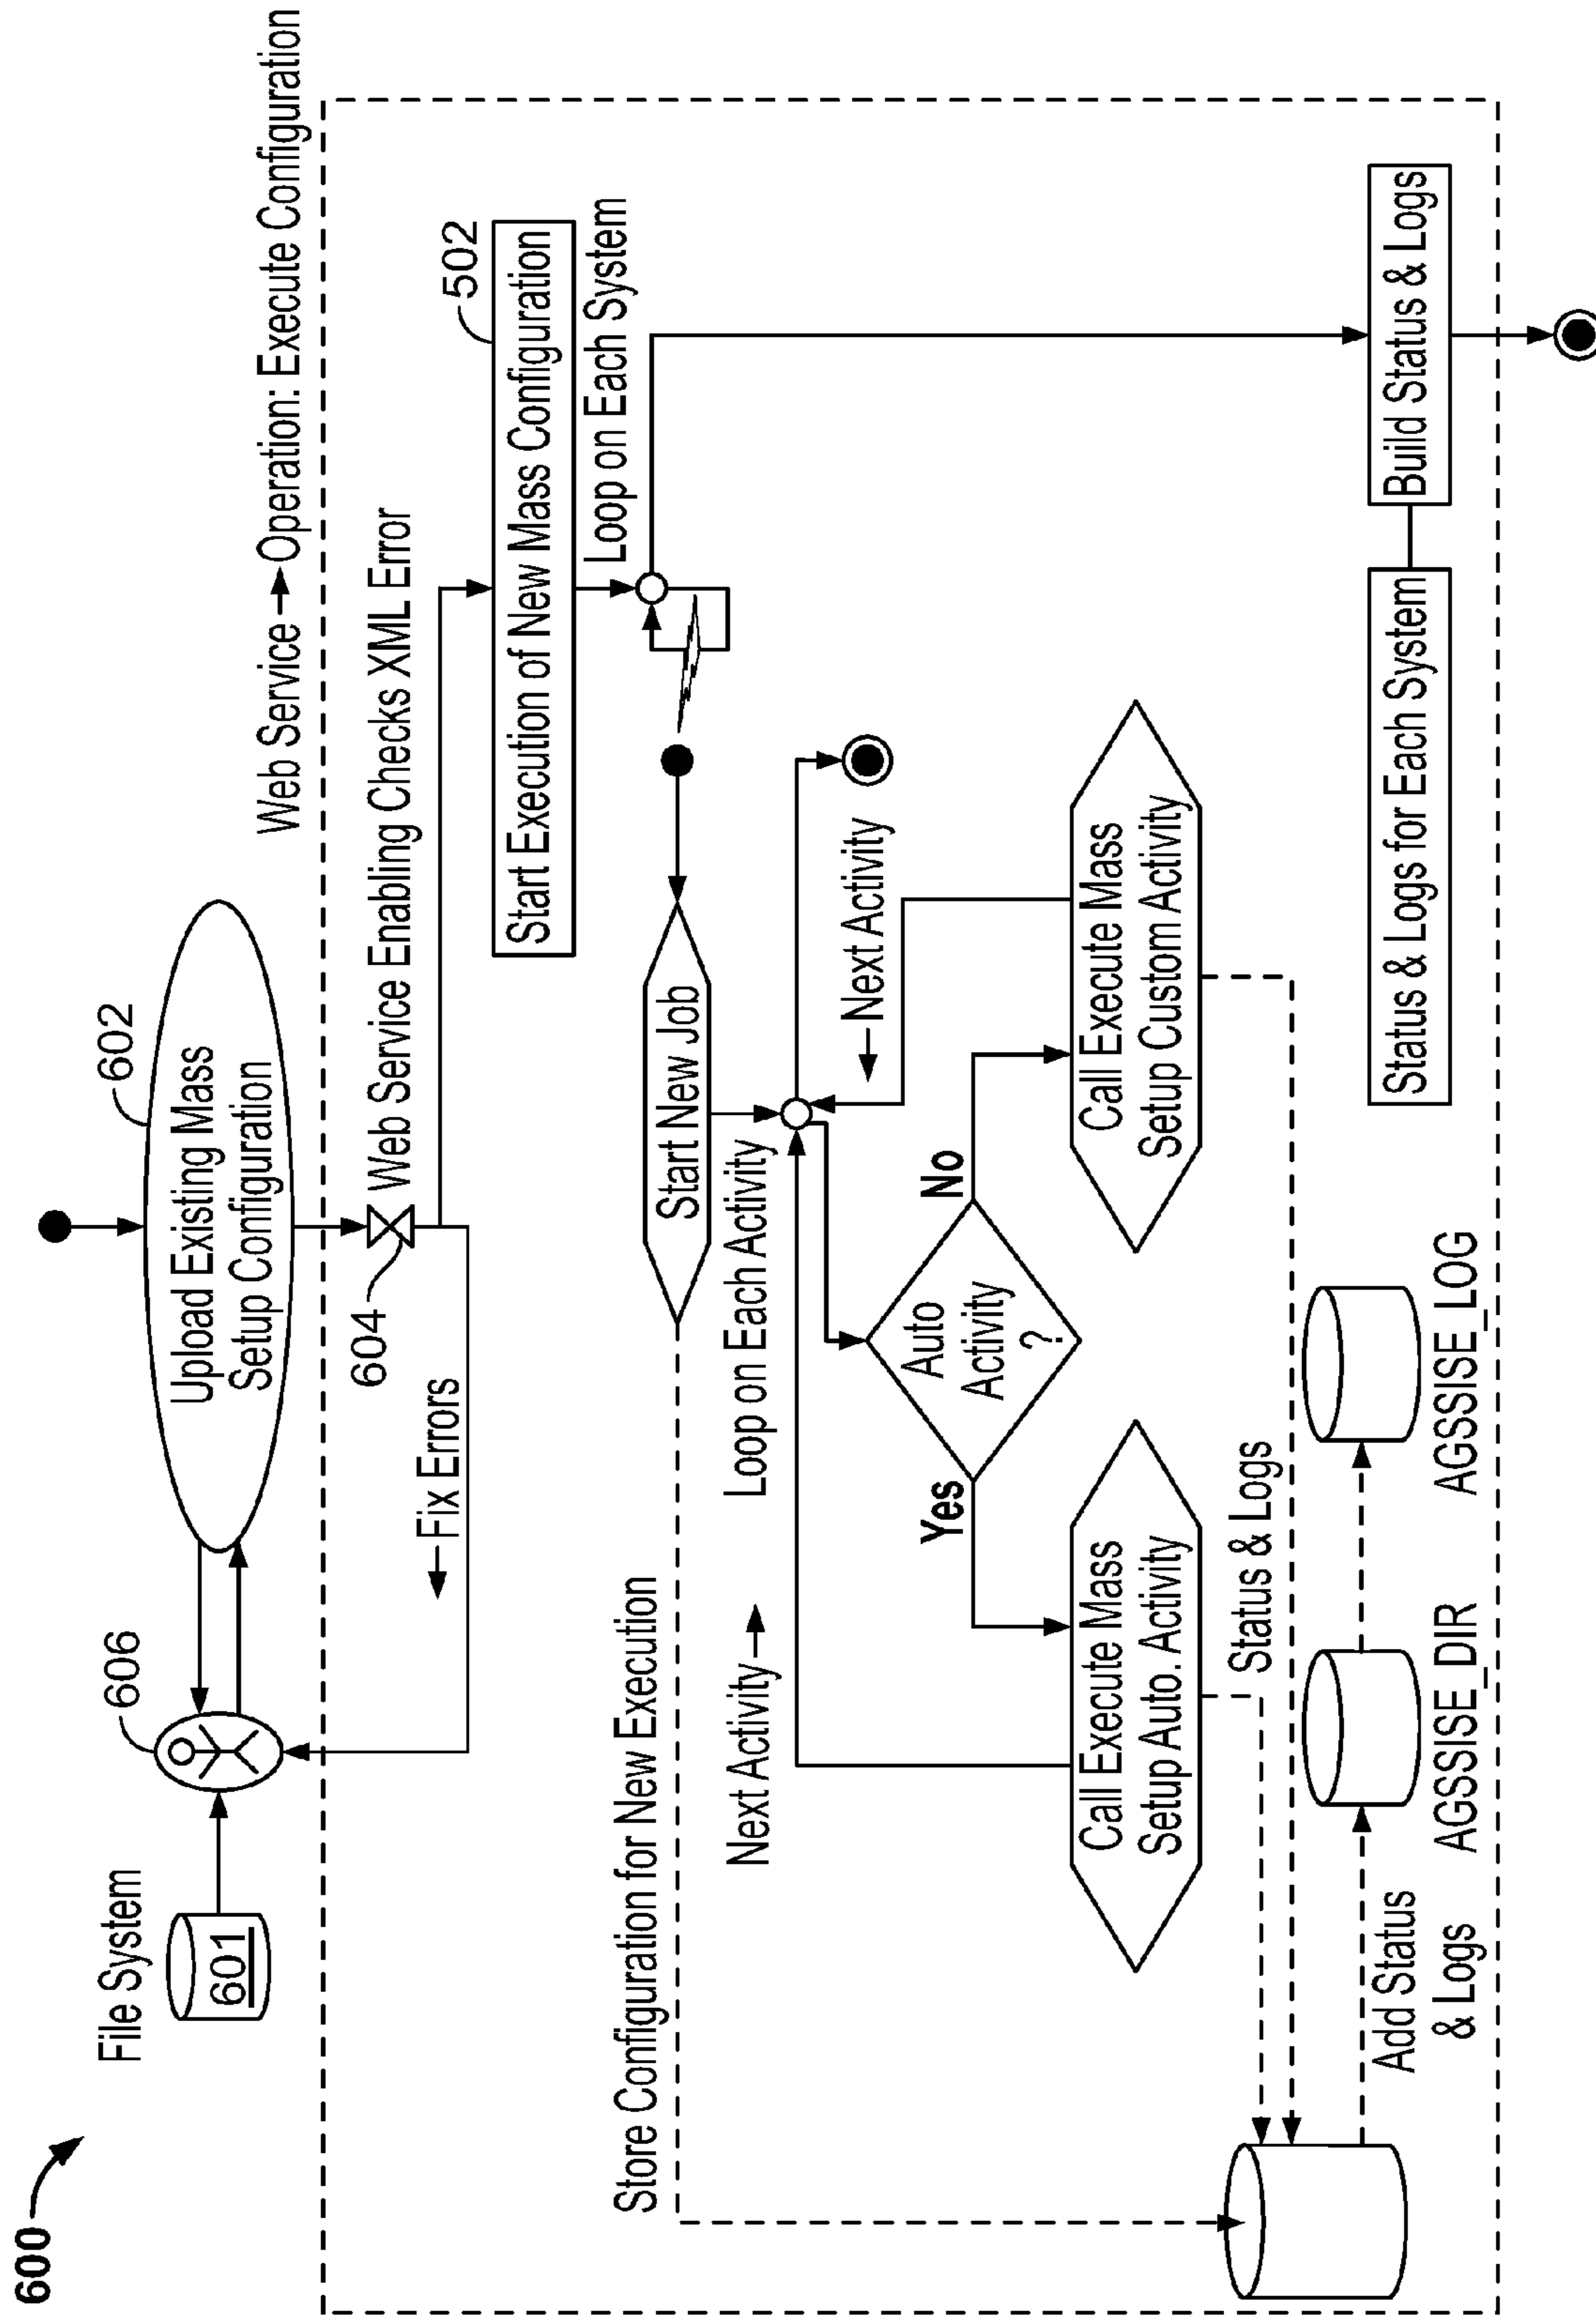 600
File System
601
606
602
Upload Existing Mass
Setup Configuration
604
Fix Errors
Web Service Enabling Checks XML Error
Web Service → Operation: Execute Configuration
502
Start Execution of New Mass Configuration
Loop on Each System
Store Configuration for New Execution
Start New Job
Next Activity
Loop on Each Activity
Next Activity
Auto
Activity
?
Yes
No
Call Execute Mass
Setup Auto. Activity
Call Execute Mass
Setup Custom Activity
Status & Logs
Add Status
& Logs
AGSSISE_DIR
AGSSISE_LOG
Status & Logs for Each System
Build Status & Logs